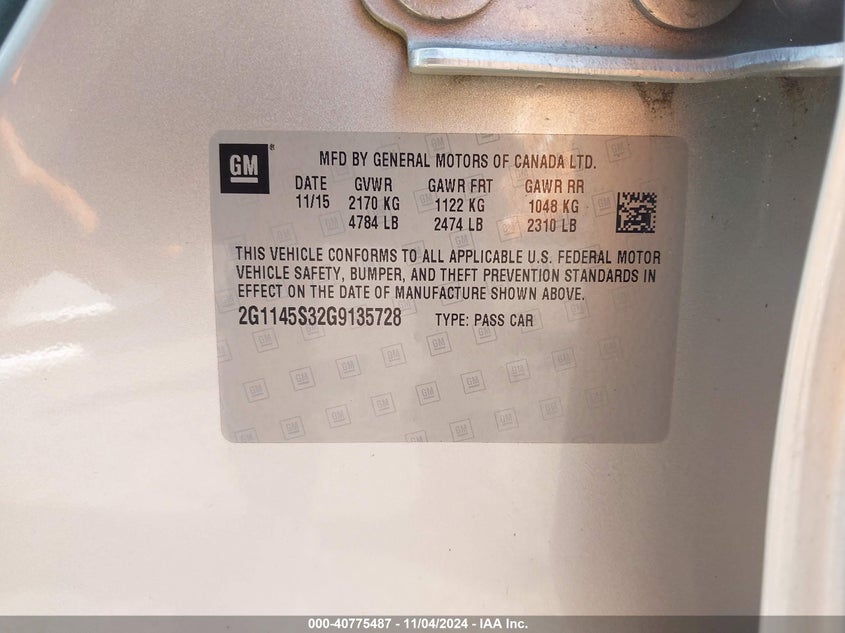 GM
MFD BY GENERAL MOTORS OF CANADA LTD.
DATE GVWR GAWR FRT GAWR RR
11/15 2170 KG 1122 KG 1048 KG
4784 LB 2474 LB 2310 LB
THIS VEHICLE CONFORMS TO ALL APPLICABLE U.S. FEDERAL MOTOR
VEHICLE SAFETY, BUMPER, AND THEFT PREVENTION STANDARDS IN
EFFECT ON THE DATE OF MANUFACTURE SHOWN ABOVE.
2G1145S32G9135728 TYPE: PASS CAR
000-40775487 - 11/04/2024 - IAA Inc.